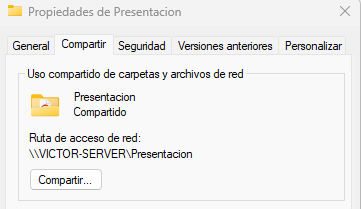 Propiedades de Presentacion
General Compartir Seguridad Versiones anteriores Personalizar
Uso compartido de carpetas y archivos de red
Presentacion
Compartido
Ruta de acceso de red:
\\VICTOR-SERVER\Presentacion
Compartir...